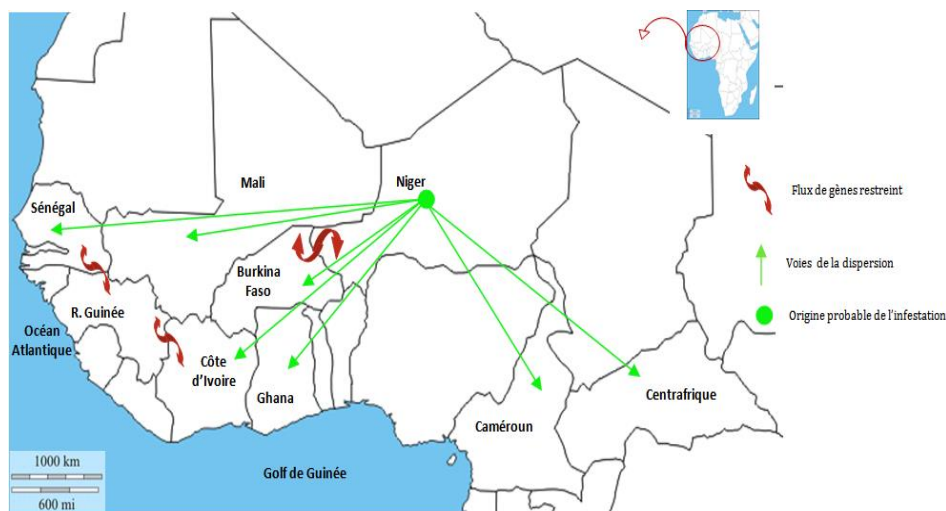 Mali
Niger
Sénégal
Burkina
Faso
R. Guinée
Océan
Atlantique
Côte
d'Ivoire
Ghana
Caméroun
Centrafrique
Golf de Guinée
1000 km
600 mi
Flux de gènes restreint
Voies de la dispersion
Origine probable de l'infestation